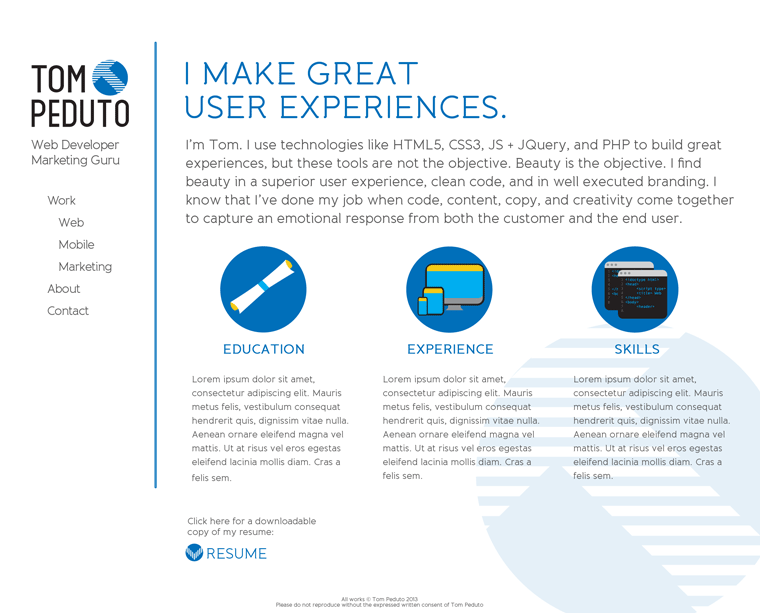 TOM
PEDUTO
Web Developer
Marketing Guru
Work
Web
Mobile
Marketing
About
Contact
I MAKE GREAT
USER EXPERIENCES.
I'm Tom. I use technologies like HTML5, CSS3, JS + JQuery, and PHP to build great
experiences, but these tools are not the objective. Beauty is the objective. I find
beauty in a superior user experience, clean code, and in well executed branding. I
know that I've done my job when code, content, copy, and creativity come together
to capture an emotional response from both the customer and the end user.
EDUCATION
Lorem ipsum dolor sit amet,
consectetur adipiscing elit. Mauris
metus felis, vestibulum consequat
hendrerit quis, dignissim vitae nulla.
Aenean ornare eleifend magna vel
mattis. Ut at risus vel eros egestas
eleifend lacinia mollis diam. Cras a
felis sem.
EXPERIENCE
Lorem ipsum dolor sit amet,
consectetur adipiscing elit. Mauris
metus felis, vestibulum consequat
hendrerit quis, dignissim vitae nulla.
Aenean ornare eleifend magna vel
mattis. Ut at risus vel eros egestas
eleifend lacinia mollis diam. Cras a
felis sem.
<!doctype html>
<head>
<script type=
<title> Who
</head>
<body>
<header>
SKILLS
Lorem ipsum dolor sit amet,
consectetur adipiscing elit. Mauris
metus felis, vestibulum consequat
hendrerit quis, dignissim vitae nulla.
Aenean ornare eleifend magna vel
mattis. Ut at risus vel eros egestas
eleifend lacinia mollis diam. Cras a
felis sem.
Click here for a downloadable
copy of my resume:
RESUME
All works © Tom Peduto 2013
Please do not reproduce without the expressed written consent of Tom Peduto